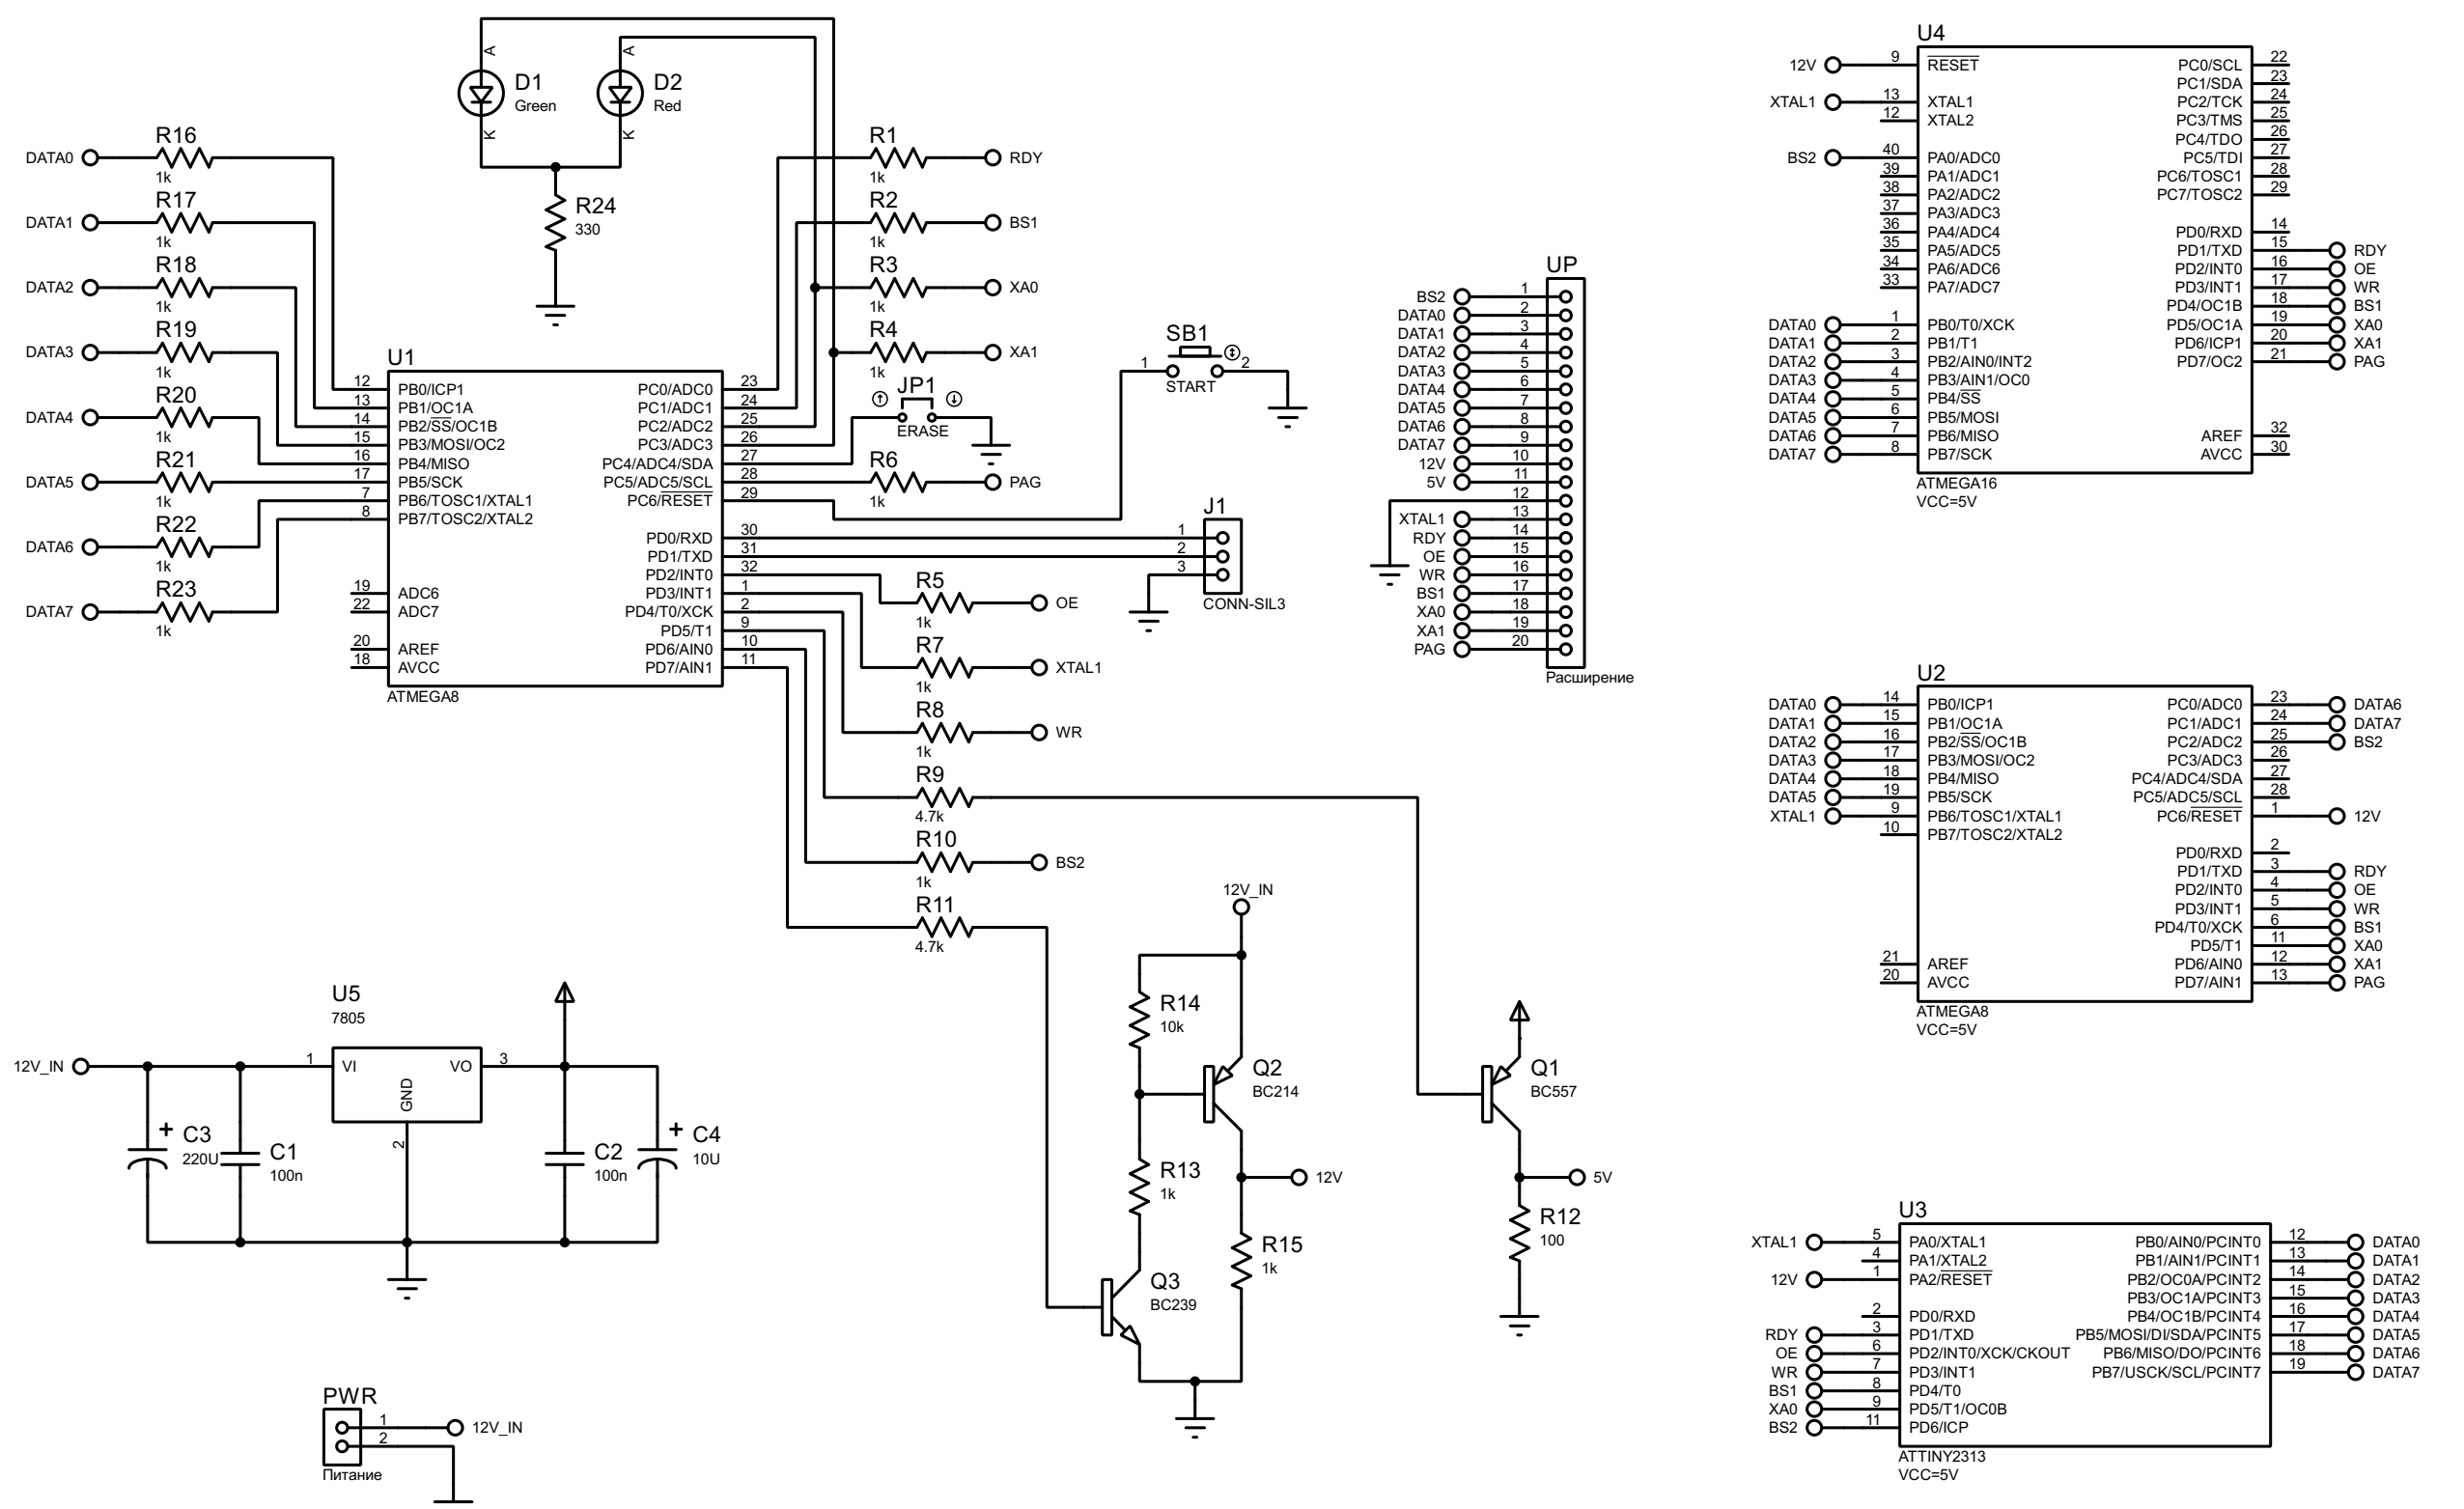 A
D1
Green
K
A
D2
Red
K
R24
330
DATA0
R16
1k
DATA1
R17
1k
DATA2
R18
1k
DATA3
R19
1k
DATA4
R20
1k
DATA5
R21
1k
DATA6
R22
1k
DATA7
R23
1k
U1
12 PB0/ICP1
13 PB1/OC1A
14 PB2/SS/OC1B
15 PB3/MOSI/OC2
16 PB4/MISO
17 PB5/SCK
7 PB6/TOSC1/XTAL1
8 PB7/TOSC2/XTAL2
19 ADC6
22 ADC7
20 AREF
18 AVCC
PC0/ADC0 23
PC1/ADC1 24
PC2/ADC2 25
PC3/ADC3 26
PC4/ADC4/SDA 27
PC5/ADC5/SCL 28
PC6/RESET 29
PD0/RXD 30
PD1/TXD 31
PD2/INT0 32
PD3/INT1 1
PD4/T0/XCK 2
PD5/T1 9
PD6/AIN0 10
PD7/AIN1 11
ATMEGA8
R1
1k
RDY
R2
1k
BS1
R3
1k
XA0
R4
1k
XA1
JP1
ERASE
R6
1k
PAG
SB1
1 2
START
J1
1
2
3
CONN-SIL3
R5
1k
OE
R7
1k
XTAL1
R8
1k
WR
R9
4.7k
R10
1k
BS2
R11
4.7k
UP
BS2 1
DATA0 2
DATA1 3
DATA2 4
DATA3 5
DATA4 6
DATA5 7
DATA6 8
DATA7 9
12V 10
5V 11
12
XTAL1 13
RDY 14
OE 15
WR 16
BS1 17
XA0 18
XA1 19
PAG 20
Расширение
12V_IN
R14
10k
Q2
BC214
R13
1k
12V
R15
1k
Q3
BC239
Q1
BC557
5V
R12
100
U5
7805
12V_IN
1 VI
VO 3
GND
2
C3
220U
C1
100n
C2
100n
C4
10U
PWR
1 12V_IN
2
Питание
U4
12V 9 RESET
XTAL1 13 XTAL1
12 XTAL2
BS2 40 PA0/ADC0
39 PA1/ADC1
38 PA2/ADC2
37 PA3/ADC3
36 PA4/ADC4
35 PA5/ADC5
34 PA6/ADC6
33 PA7/ADC7
DATA0 1 PB0/T0/XCK
DATA1 2 PB1/T1
DATA2 3 PB2/AIN0/INT2
DATA3 4 PB3/AIN1/OC0
DATA4 5 PB4/SS
DATA5 6 PB5/MOSI
DATA6 7 PB6/MISO
DATA7 8 PB7/SCK
PC0/SCL 22
PC1/SDA 23
PC2/TCK 24
PC3/TMS 25
PC4/TDO 26
PC5/TDI 27
PC6/TOSC1 28
PC7/TOSC2 29
PD0/RXD 14
PD1/TXD 15 RDY
PD2/INT0 16 OE
PD3/INT1 17 WR
PD4/OC1B 18 BS1
PD5/OC1A 19 XA0
PD6/ICP1 20 XA1
PD7/OC2 21 PAG
AREF 32
AVCC 30
ATMEGA16
VCC=5V
U2
DATA0 14 PB0/ICP1
DATA1 15 PB1/OC1A
DATA2 16 PB2/SS/OC1B
DATA3 17 PB3/MOSI/OC2
DATA4 18 PB4/MISO
DATA5 19 PB5/SCK
XTAL1 9 PB6/TOSC1/XTAL1
10 PB7/TOSC2/XTAL2
21 AREF
20 AVCC
PC0/ADC0 23 DATA6
PC1/ADC1 24 DATA7
PC2/ADC2 25 BS2
PC3/ADC3 26
PC4/ADC4/SDA 27
PC5/ADC5/SCL 28
PC6/RESET 1 12V
PD0/RXD 2
PD1/TXD 3 RDY
PD2/INT0 4 OE
PD3/INT1 5 WR
PD4/T0/XCK 6 BS1
PD5/T1 11 XA0
PD6/AIN0 12 XA1
PD7/AIN1 13 PAG
ATMEGA8
VCC=5V
U3
XTAL1 5 PA0/XTAL1
4 PA1/XTAL2
12V 1 PA2/RESET
2 PD0/RXD
RDY 3 PD1/TXD
OE 6 PD2/INT0/XCK/CKOUT
WR 7 PD3/INT1
BS1 8 PD4/T0
XA0 9 PD5/T1/OC0B
BS2 11 PD6/ICP
PB0/AIN0/PCINT0 12 DATA0
PB1/AIN1/PCINT1 13 DATA1
PB2/OC0A/PCINT2 14 DATA2
PB3/OC1A/PCINT3 15 DATA3
PB4/OC1B/PCINT4 16 DATA4
PB5/MOSI/DI/SDA/PCINT5 17 DATA5
PB6/MISO/DO/PCINT6 18 DATA6
PB7/USCK/SCL/PCINT7 19 DATA7
ATTINY2313
VCC=5V